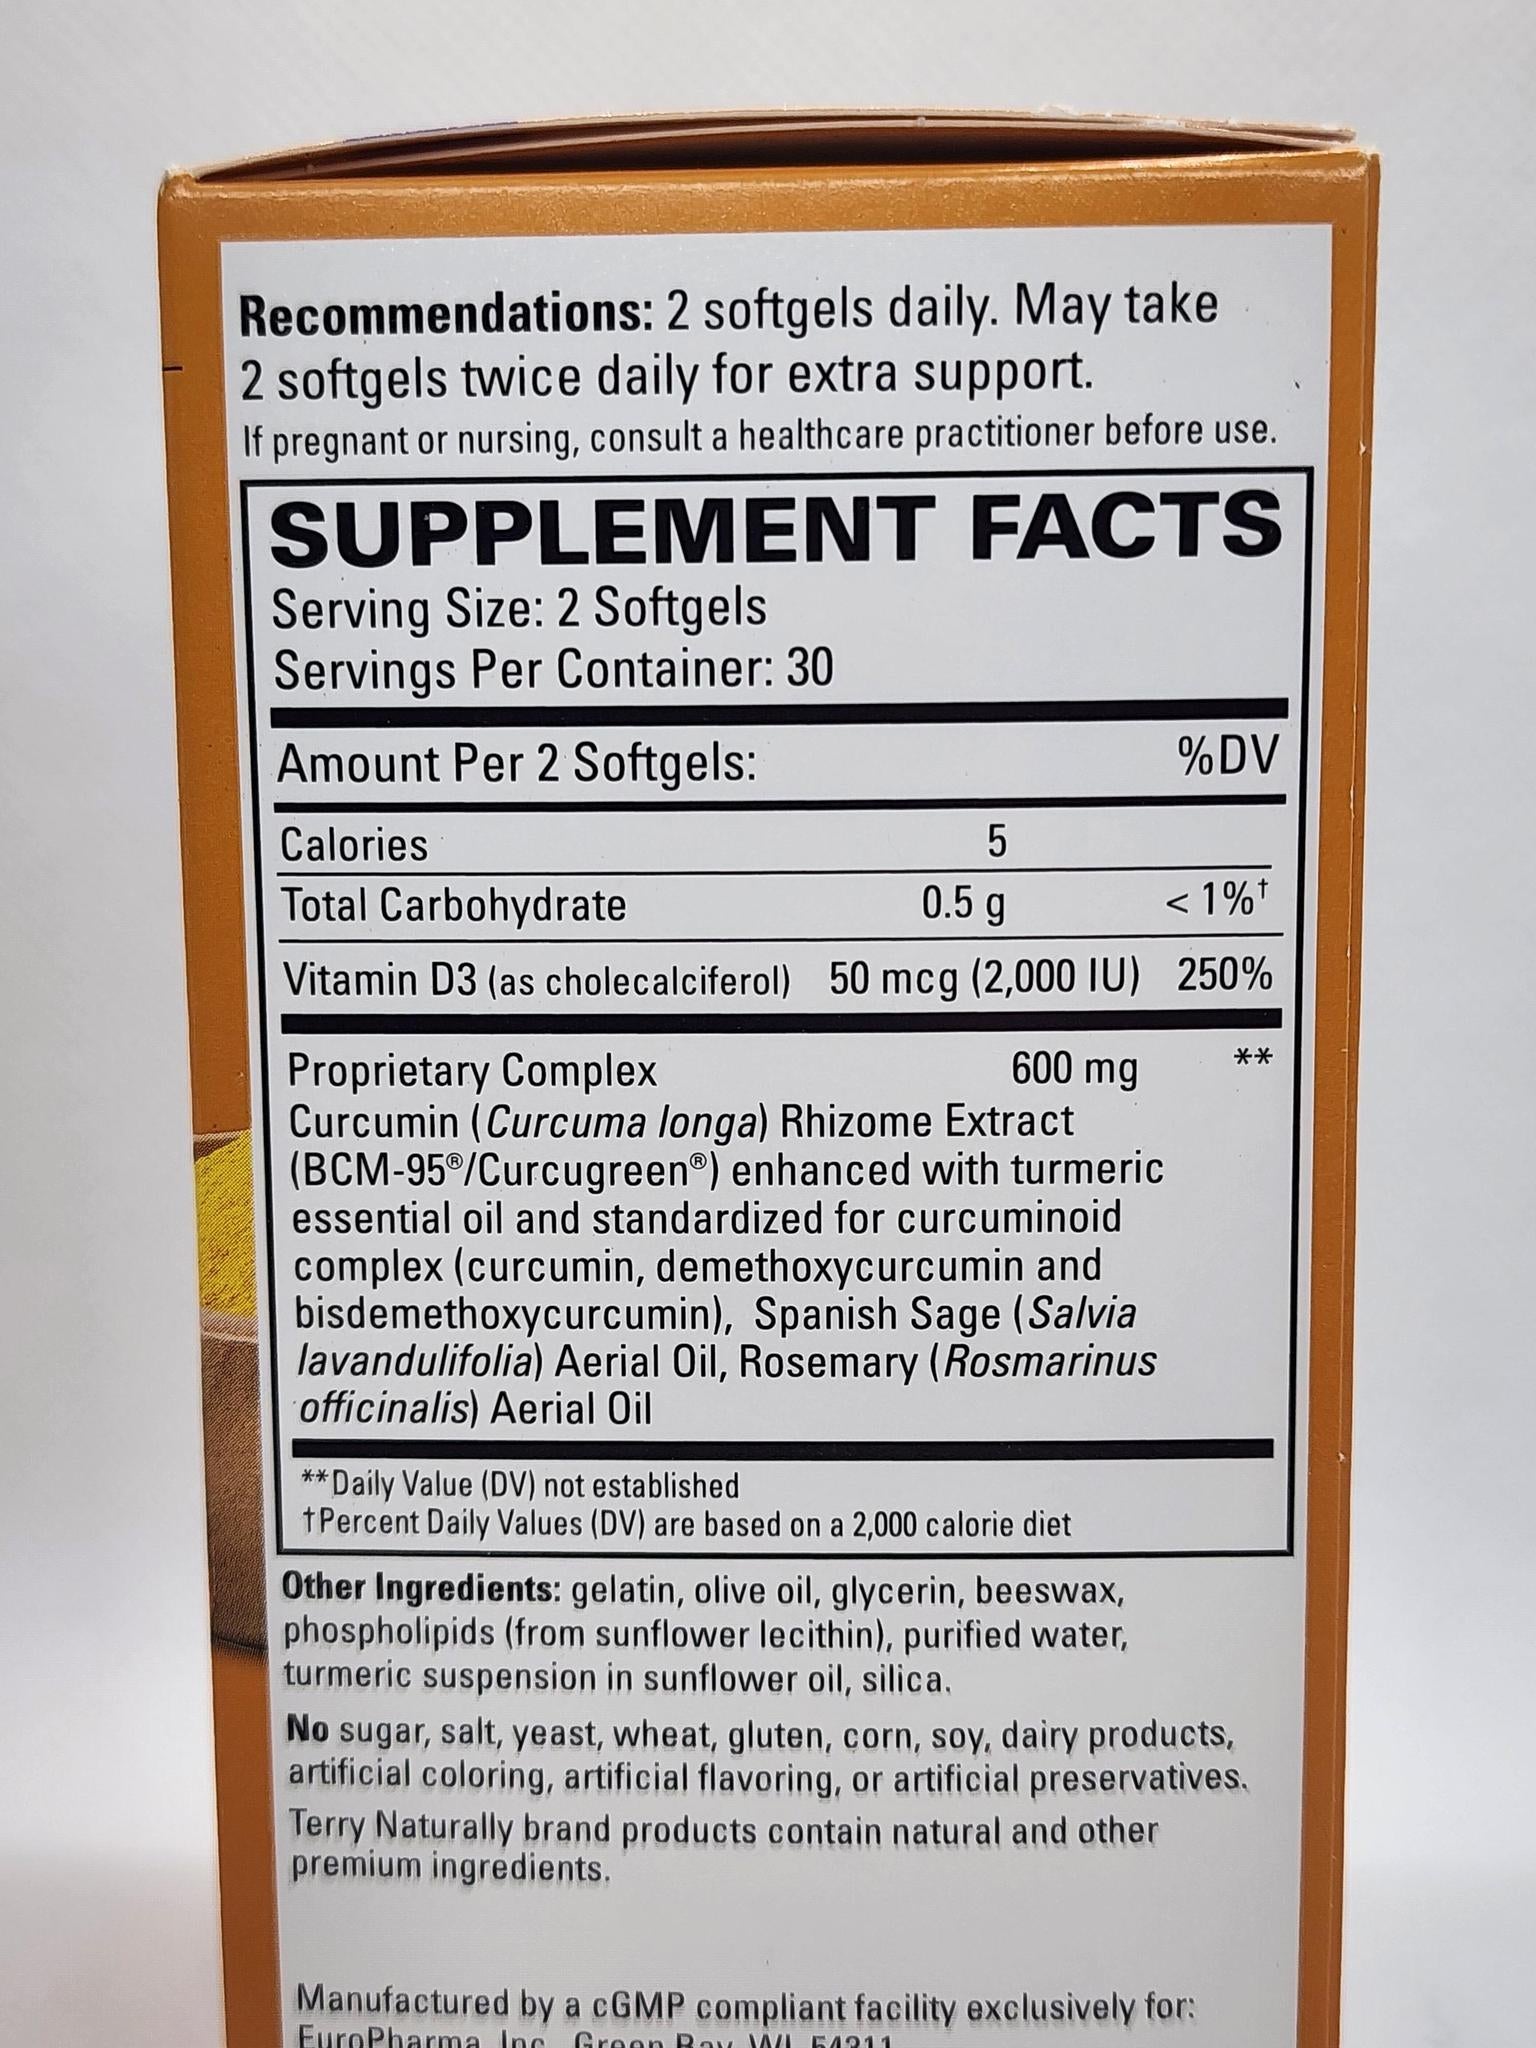 Recommendations: 2 softgels daily. May take
2 softgels twice daily for extra support.
If pregnant or nursing, consult a healthcare practitioner before use.
SUPPLEMENT FACTS
Serving Size: 2 Softgels
Servings Per Container: 30
Amount Per 2 Softgels: %DV
Calories 5
Total Carbohydrate 0.5 g < 1%†
Vitamin D3 (as cholecalciferol) 50 mcg (2,000 IU) 250%
Proprietary Complex 600 mg **
Curcumin (Curcuma longa) Rhizome Extract
(BCM-95®/Curcugreen®) enhanced with turmeric
essential oil and standardized for curcuminoid
complex (curcumin, demethoxycurcumin and
bisdemethoxycurcumin), Spanish Sage (Salvia
lavandulifolia) Aerial Oil, Rosemary (Rosmarinus
officinalis) Aerial Oil
**Daily Value (DV) not established
†Percent Daily Values (DV) are based on a 2,000 calorie diet
Other Ingredients: gelatin, olive oil, glycerin, beeswax,
phospholipids (from sunflower lecithin), purified water,
turmeric suspension in sunflower oil, silica.
No sugar, salt, yeast, wheat, gluten, corn, soy, dairy products,
artificial coloring, artificial flavoring, or artificial preservatives.
Terry Naturally brand products contain natural and other
premium ingredients.
Manufactured by a cGMP compliant facility exclusively for:
EuroPharma, Inc., Green Bay, WI 54311